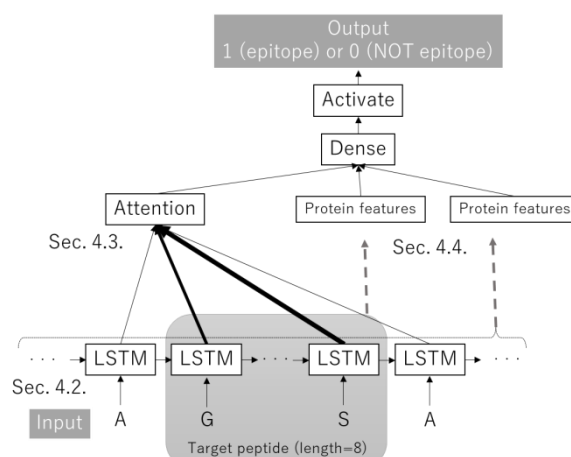 Output
1 (epitope) or 0 (NOT epitope)
Activate
Dense
Attention
Protein features
Protein features
Sec. 4.3.
Sec. 4.4.
· · ·
LSTM
LSTM
· · ·
LSTM
LSTM
· · ·
Sec. 4.2.
Input
A
G
S
A
Target peptide (length=8)